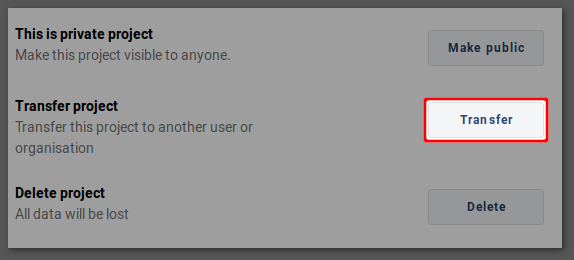 This is private project
Make this project visible to anyone.
Make public
Transfer project
Transfer this project to another user or
organisation
Transfer
Delete project
All data will be lost
Delete